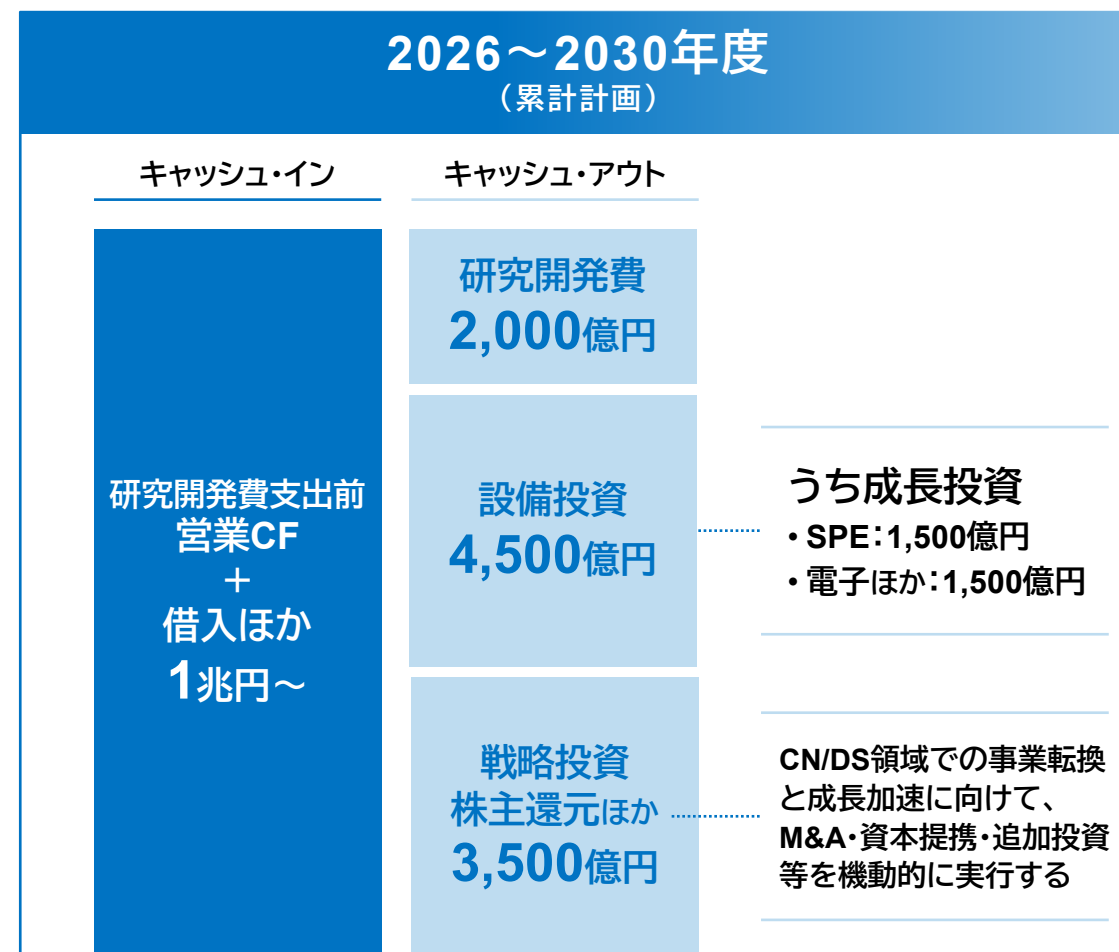 2026～2030年度
（累計計画）
キャッシュ・イン
キャッシュ・アウト
研究開発費支出前
営業CF
＋
借入ほか
1兆円～
研究開発費
2,000億円
設備投資
4,500億円
うち成長投資
・SPE：1,500億円
・電子ほか：1,500億円
戦略投資
株主還元ほか
3,500億円
CN/DS領域での事業転換
と成長加速に向けて、
M&A・資本提携・追加投資
等を機動的に実行する